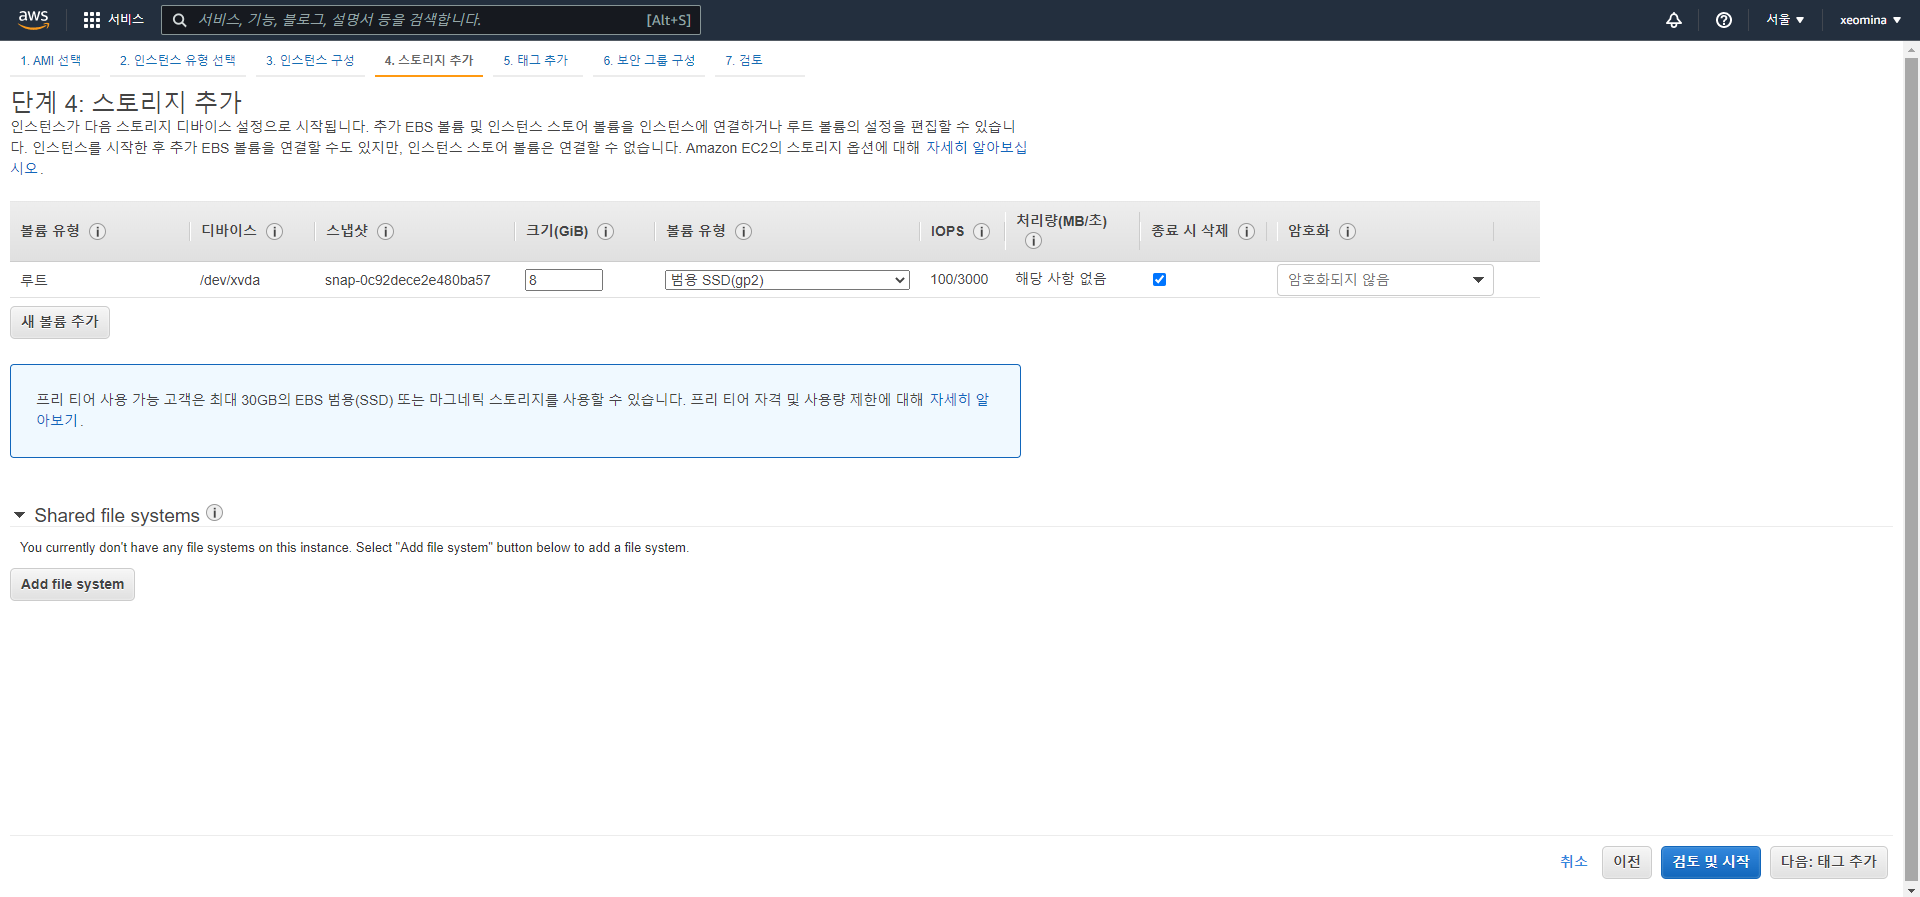 aws
서비스
서비스, 기능, 블로그, 설명서 등을 검색합니다.
[Alt+S]
서울
xeomina
1. AMI 선택
2. 인스턴스 유형 선택
3. 인스턴스 구성
4. 스토리지 추가
5. 태그 추가
6. 보안 그룹 구성
7. 검토
단계 4: 스토리지 추가
인스턴스가 다음 스토리지 디바이스 설정으로 시작됩니다. 추가 EBS 볼륨 및 인스턴스 스토어 볼륨을 인스턴스에 연결하거나 루트 볼륨의 설정을 편집할 수 있습니
다. 인스턴스를 시작한 후 추가 EBS 볼륨을 연결할 수도 있지만, 인스턴스 스토어 볼륨은 연결할 수 없습니다. Amazon EC2의 스토리지 옵션에 대해 자세히 알아보십
시오.
볼륨 유형
디바이스
스냅샷
크기(GiB)
볼륨 유형
IOPS
처리량(MB/초)
종료 시 삭제
암호화
루트
/dev/xvda
snap-0c92dece2e480ba57
8
범용 SSD(gp2)
100/3000
해당 사항 없음
암호화되지 않음
새 볼륨 추가
프리 티어 사용 가능 고객은 최대 30GB의 EBS 범용(SSD) 또는 마그네틱 스토리지를 사용할 수 있습니다. 프리 티어 자격 및 사용량 제한에 대해 자세히 알
아보기.
Shared file systems
You currently don't have any file systems on this instance. Select "Add file system" button below to add a file system.
Add file system
취소
이전
검토 및 시작
다음: 태그 추가